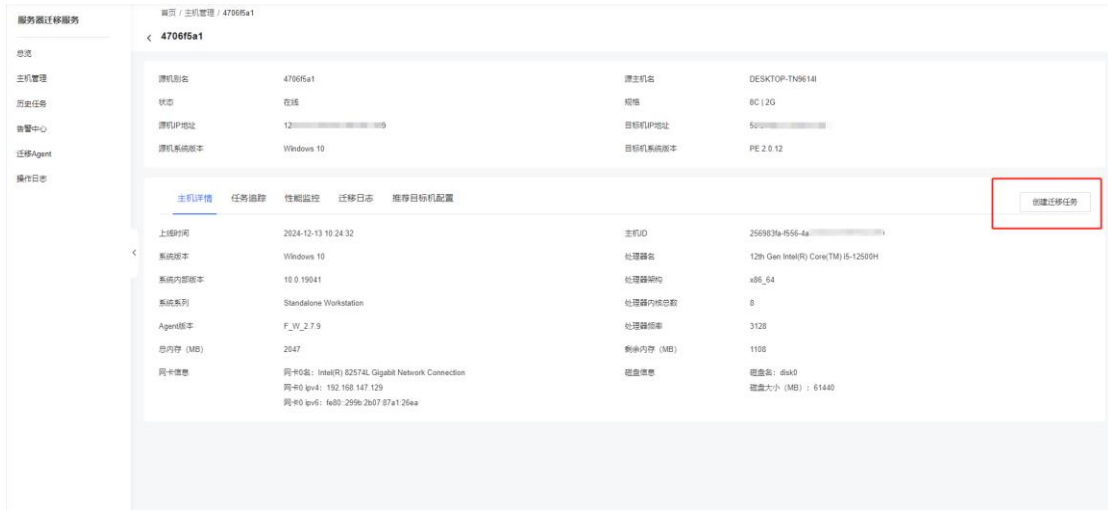 服务器迁移服务
总览
主机管理
历史任务
告警中心
迁移Agent
操作日志
首页 / 主机管理 / 4706f5a1
4706f5a1
源机别名 4706f5a1 源主机名 DESKTOP-TN9614I
状态 在线 规格 8C | 2G
源机IP地址 目标机IP地址
源机系统版本 Windows 10 目标机系统版本 PE 2.0.12
主机详情 任务追踪 性能监控 迁移日志 推荐目标机配置 创建迁移任务
上线时间 2024-12-13 10:24:32 主机ID 256983fa-f556-4a
系统版本 Windows 10 处理器名 12th Gen Intel(R) Core(TM) i5-12500H
系统内部版本 10.0.19041 处理器架构 x86_64
系统系列 Standalone Workstation 处理器内核总数 8
Agent版本 F_W_2.7.9 处理器频率 3128
总内存（MB） 2047 剩余内存（MB） 1108
网卡信息 网卡0名：Intel(R) 82574L Gigabit Network Connection 磁盘信息 磁盘名：disk0
网卡0 ipv4：192.168.147.129 磁盘大小（MB）：61440
网卡0 ipv6：fe80::299b:2b07:87a1:26ea